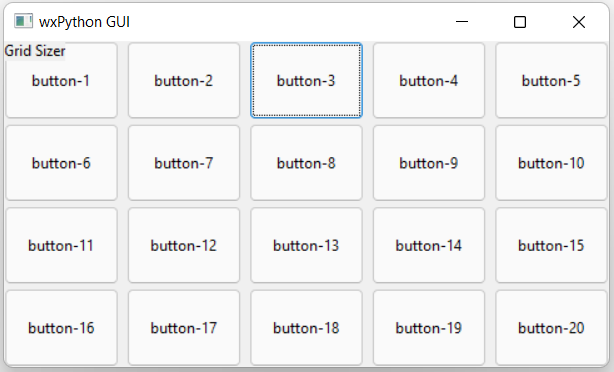 wxPython GUI
Grid Sizer
button-1 button-2 button-3 button-4 button-5
button-6 button-7 button-8 button-9 button-10
button-11 button-12 button-13 button-14 button-15
button-16 button-17 button-18 button-19 button-20